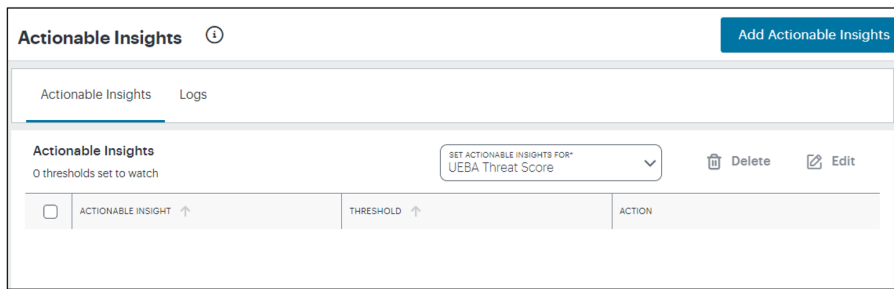 Actionable Insights
Add Actionable Insights
Actionable Insights Logs
Actionable Insights
0 thresholds set to watch
SET ACTIONABLE INSIGHTS FOR*
UEBA Threat Score
Delete Edit
ACTIONABLE INSIGHT THRESHOLD ACTION